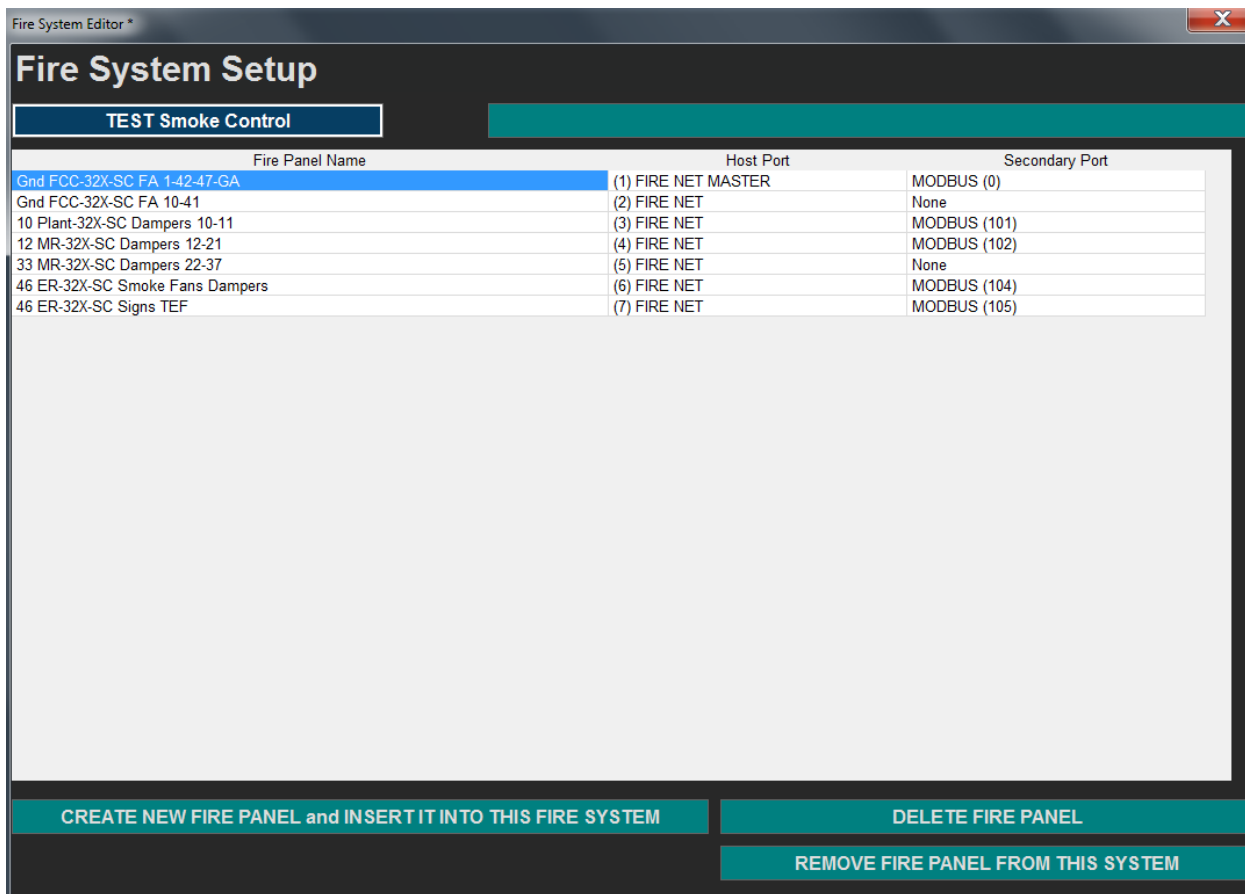 Fire System Editor *
X
Fire System Setup
TEST Smoke Control
Fire Panel Name Host Port Secondary Port
Gnd FCC-32X-SC FA 1-42-47-GA (1) FIRE NET MASTER MODBUS (0)
Gnd FCC-32X-SC FA 10-41 (2) FIRE NET None
10 Plant-32X-SC Dampers 10-11 (3) FIRE NET MODBUS (101)
12 MR-32X-SC Dampers 12-21 (4) FIRE NET MODBUS (102)
33 MR-32X-SC Dampers 22-37 (5) FIRE NET None
46 ER-32X-SC Smoke Fans Dampers (6) FIRE NET MODBUS (104)
46 ER-32X-SC Signs TEF (7) FIRE NET MODBUS (105)
CREATE NEW FIRE PANEL and INSERT IT INTO THIS FIRE SYSTEM DELETE FIRE PANEL
REMOVE FIRE PANEL FROM THIS SYSTEM